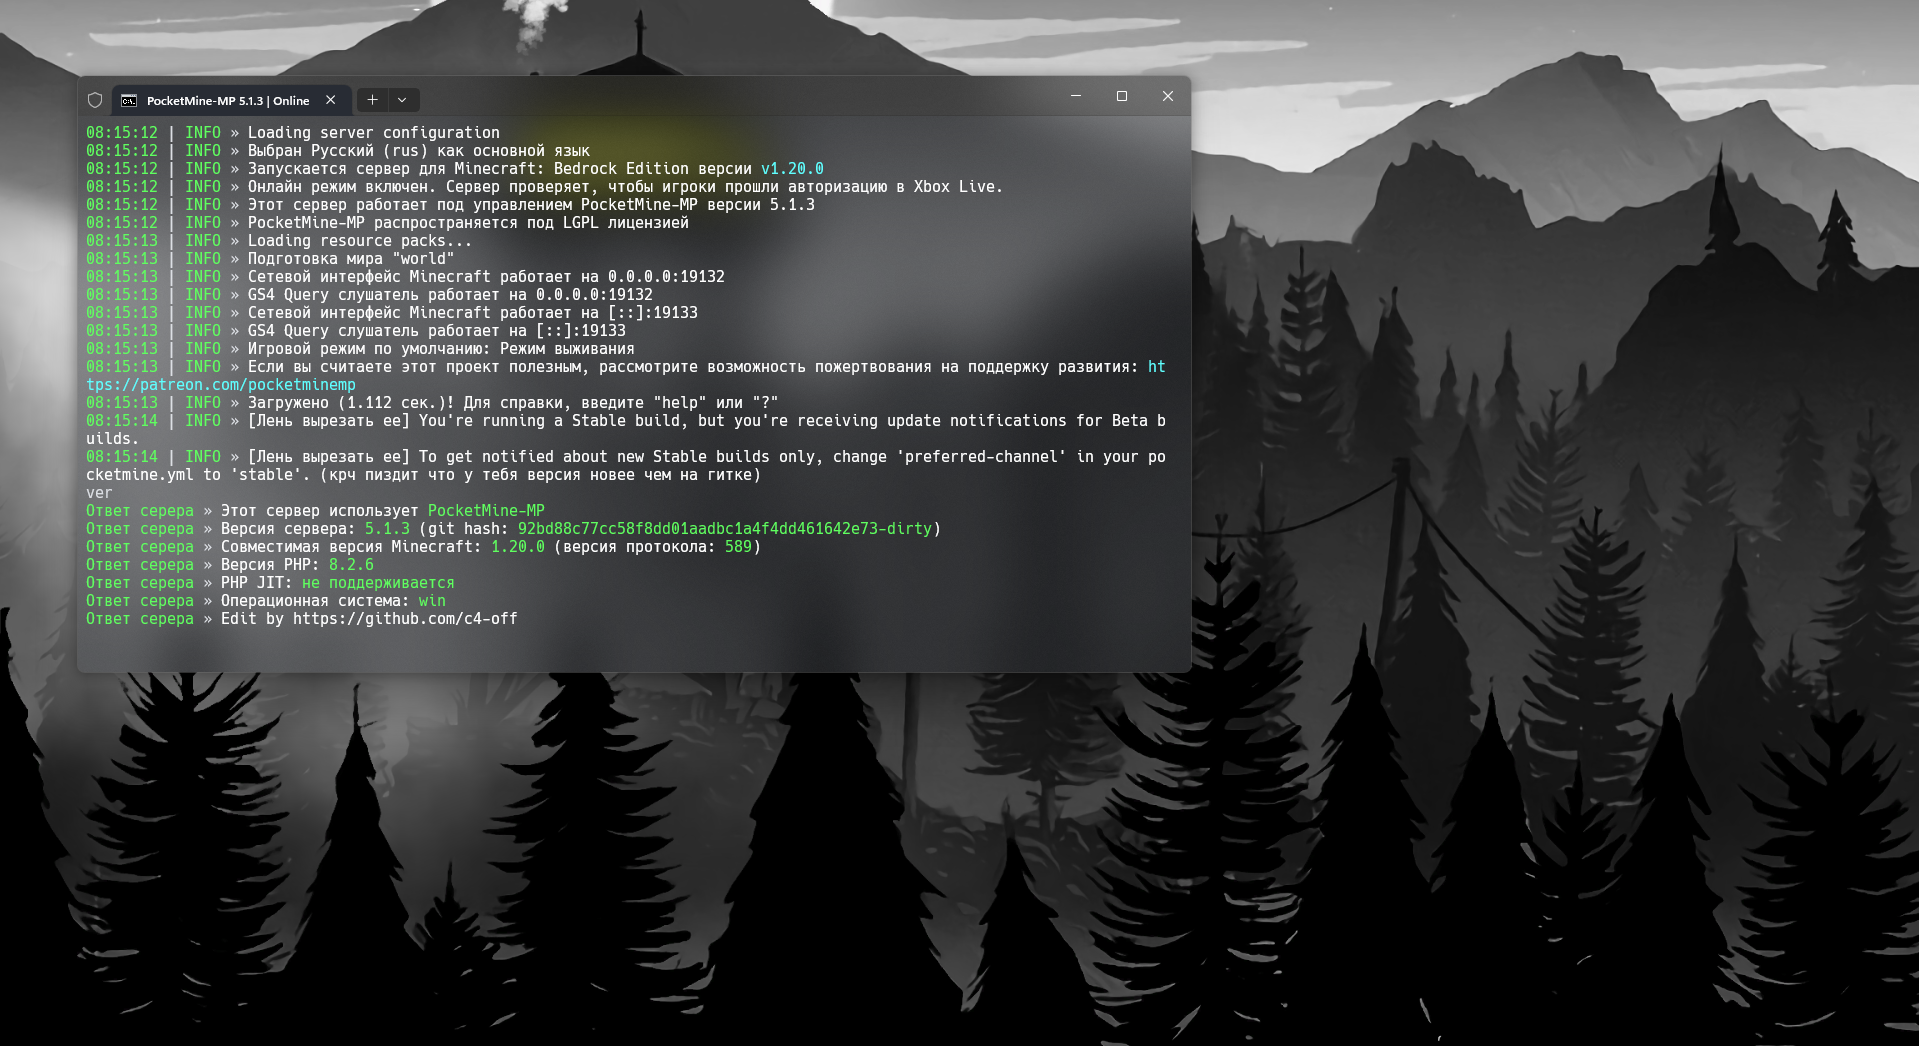 PocketMine-MP 5.1.3 | Online
08:15:12 | INFO » Loading server configuration
08:15:12 | INFO » Выбран Русский (rus) как основной язык
08:15:12 | INFO » Запускается сервер для Minecraft: Bedrock Edition версии v1.20.0
08:15:12 | INFO » Онлайн режим включен. Сервер проверяет, чтобы игроки прошли авторизацию в Xbox Live.
08:15:12 | INFO » Этот сервер работает под управлением PocketMine-MP версии 5.1.3
08:15:12 | INFO » PocketMine-MP распространяется под LGPL лицензией
08:15:13 | INFO » Loading resource packs...
08:15:13 | INFO » Подготовка мира "world"
08:15:13 | INFO » Сетевой интерфейс Minecraft работает на 0.0.0.0:19132
08:15:13 | INFO » GS4 Query слушатель работает на 0.0.0.0:19132
08:15:13 | INFO » Сетевой интерфейс Minecraft работает на [::]:19133
08:15:13 | INFO » GS4 Query слушатель работает на [::]:19133
08:15:13 | INFO » Игровой режим по умолчанию: Режим выживания
08:15:13 | INFO » Если вы считаете этот проект полезным, рассмотрите возможность пожертвования на поддержку развития: ht
tps://patreon.com/pocketminemp
08:15:13 | INFO » Загружено (1.112 сек.)! Для справки, введите "help" или "?"
08:15:14 | INFO » [Лень вырезать ее] You're running a Stable build, but you're receiving update notifications for Beta b
uilds.
08:15:14 | INFO » [Лень вырезать ее] To get notified about new Stable builds only, change 'preferred-channel' in your po
cketmine.yml to 'stable'. (крч пиздит что у тебя версия новее чем на гитке)
ver
Ответ серера » Этот сервер использует PocketMine-MP
Ответ серера » Версия сервера: 5.1.3 (git hash: 92bd88c77cc58f8dd01aadbc1a4f4dd461642e73-dirty)
Ответ серера » Совместимая версия Minecraft: 1.20.0 (версия протокола: 589)
Ответ серера » Версия PHP: 8.2.6
Ответ серера » PHP JIT: не поддерживается
Ответ серера » Операционная система: win
Ответ серера » Edit by https://github.com/c4-off